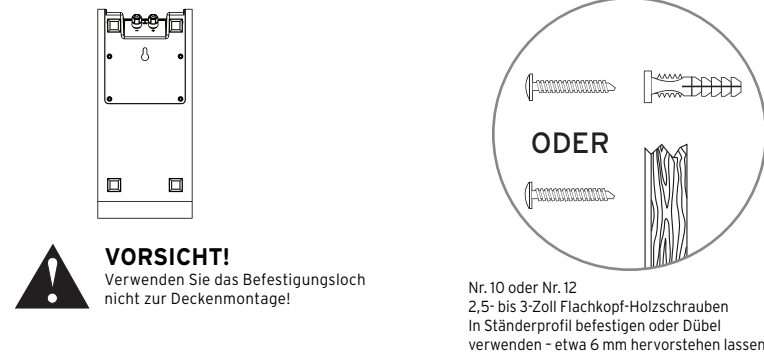 ODER
VORSICHT!
Verwenden Sie das Befestigungsloch
nicht zur Deckenmontage!
Nr. 10 oder Nr. 12
2,5- bis 3-Zoll Flachkopf-Holzschrauben
In Ständerprofil befestigen oder Dübel
verwenden – etwa 6 mm hervorstehen lassen